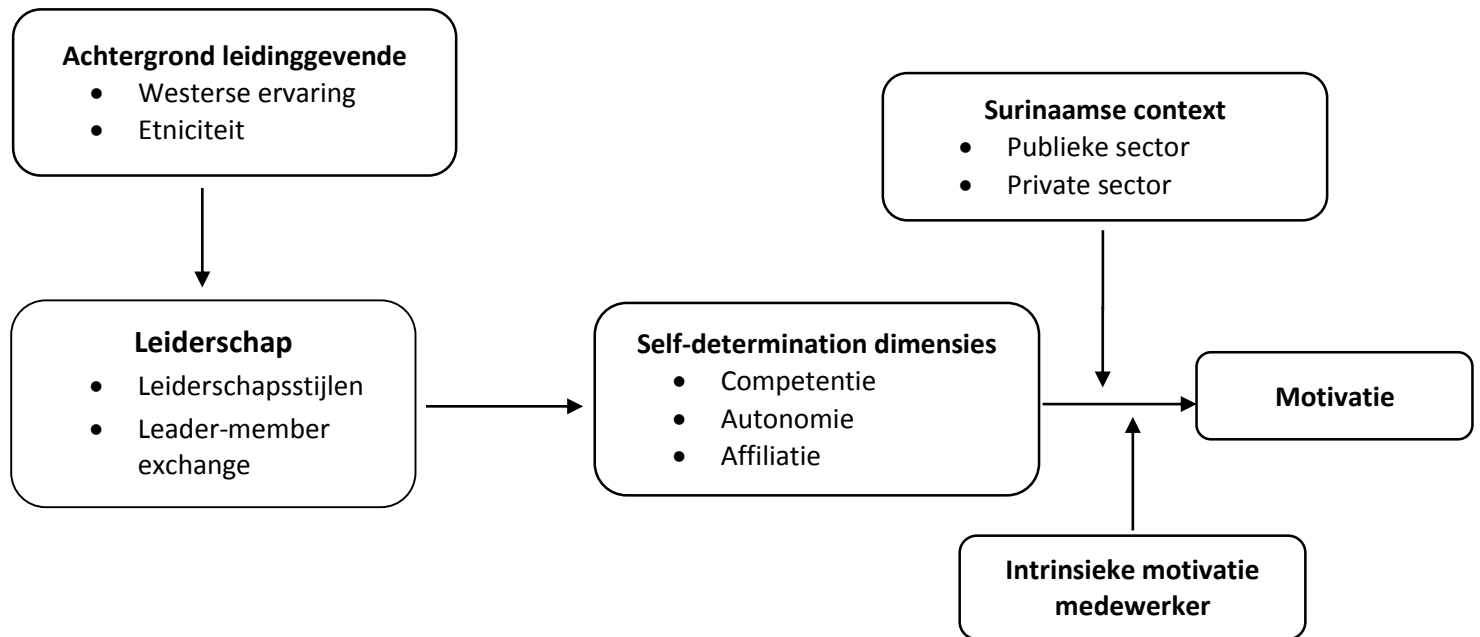 Achtergrond leidinggevende
• Westerse ervaring
• Etniciteit
Surinaamse context
• Publieke sector
• Private sector
Leiderschap
• Leiderschapsstijlen
• Leader-member
exchange
Self-determination dimensies
• Competentie
• Autonomie
• Affiliatie
Motivatie
Intrinsieke motivatie
medewerker